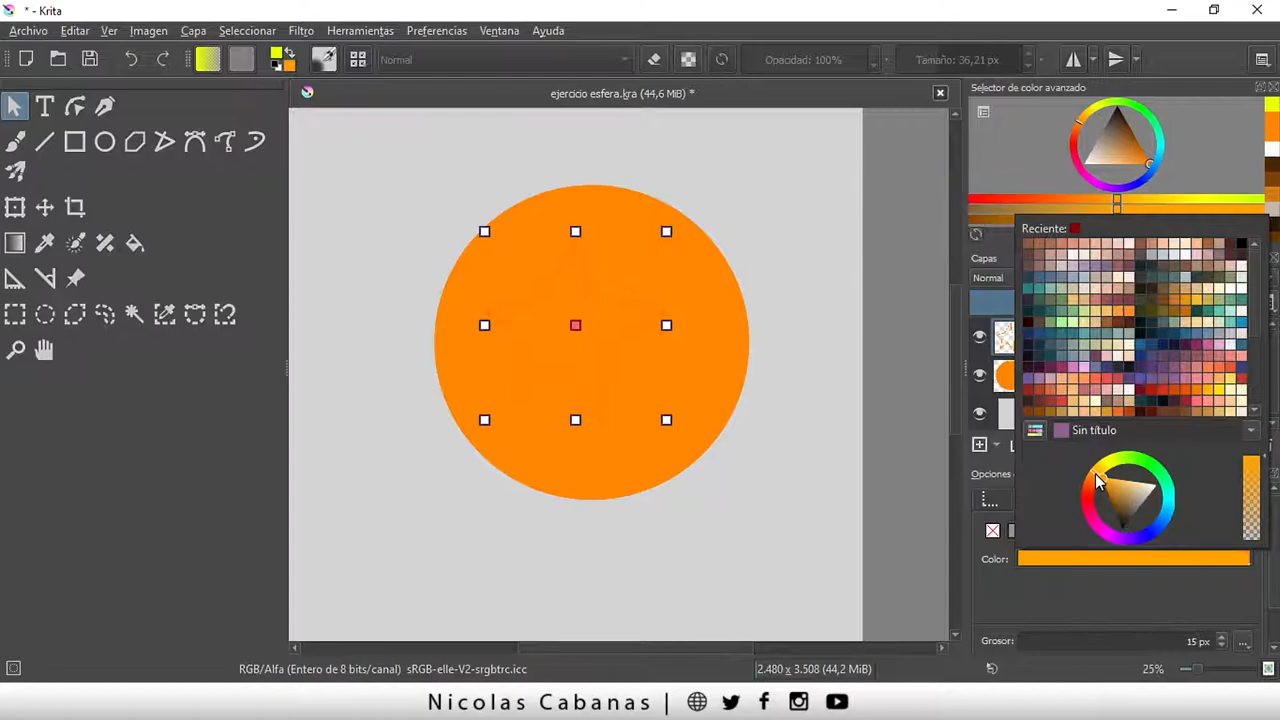 * - Krita
Archivo Editar Ver Imagen Capa Seleccionar Filtro Herramientas Preferencias Ventana Ayuda
Normal
Opacidad: 100%
Tamaño: 36,21 px
ejercicio esfera.kra (44,6 MiB) *
Selector de color avanzado
Reciente:
Capas
Normal
Sin título
Opciones
Color:
Grosor:
15 px
...
RGB/Alfa (Entero de 8 bits/canal) sRGB-elle-V2-srgbtrc.icc
2.480 x 3.508 (44,2 MiB)
25%
Nicolas Cabanas |